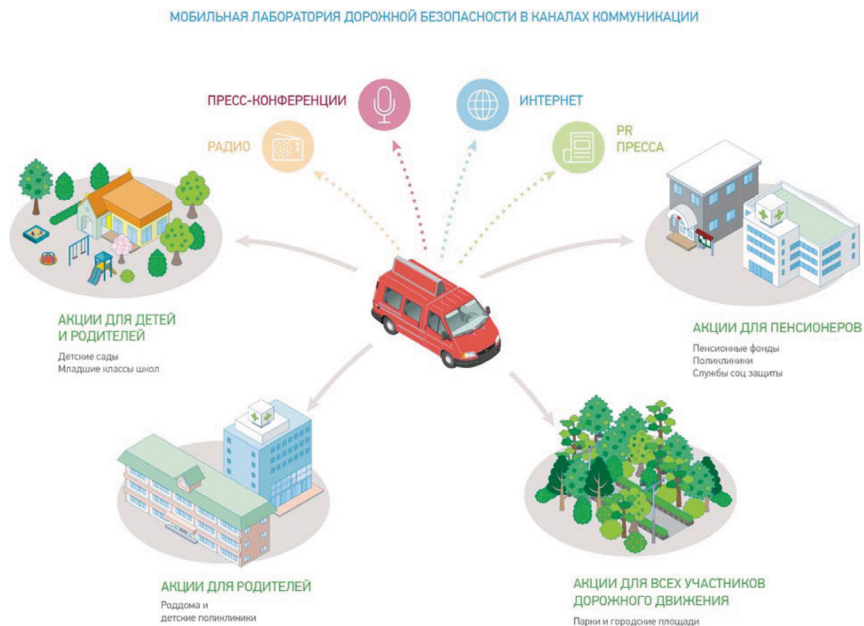 МОБИЛЬНАЯ ЛАБОРАТОРИЯ ДОРОЖНОЙ БЕЗОПАСНОСТИ В КАНАЛАХ КОММУНИКАЦИИ
ПРЕСС-КОНФЕРЕНЦИИ
ИНТЕРНЕТ
РАДИО
PR
ПРЕССА
АКЦИИ ДЛЯ ДЕТЕЙ
И РОДИТЕЛЕЙ
Детские сады
Младшие классы школ
АКЦИИ ДЛЯ ПЕНСИОНЕРОВ
Пенсионные фонды
Поликлиники
Службы соц защиты
АКЦИИ ДЛЯ РОДИТЕЛЕЙ
Роддома и
детские поликлиники
АКЦИИ ДЛЯ ВСЕХ УЧАСТНИКОВ
ДОРОЖНОГО ДВИЖЕНИЯ
Парки и городские площади